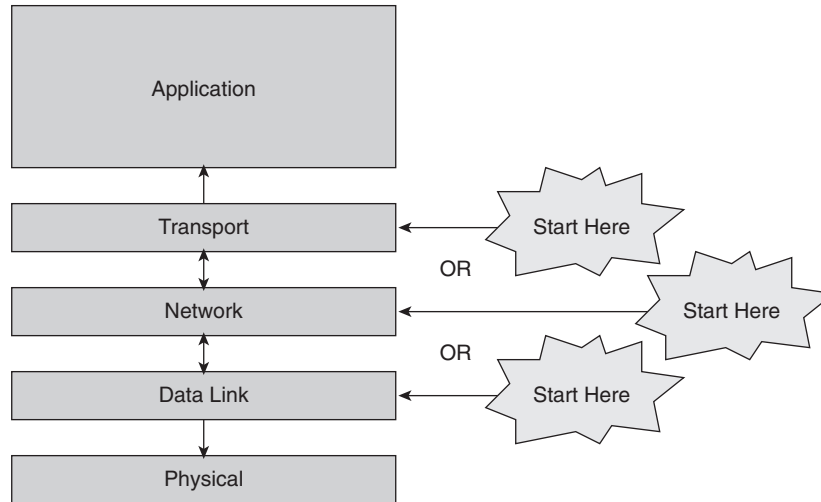 Application
Transport
Start Here
OR
Network
Start Here
OR
Data Link
Start Here
Physical